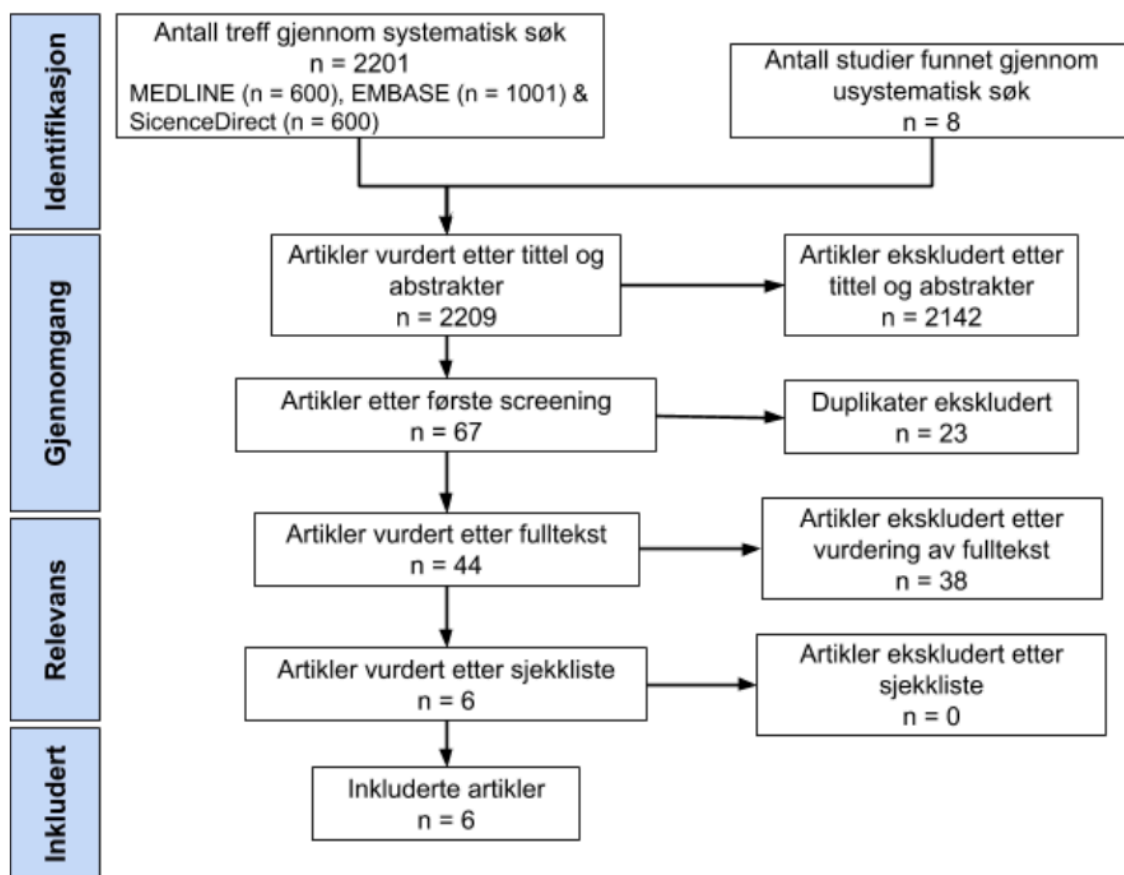 Identifikasjon
Antall treff gjennom systematisk søk
n = 2201
MEDLINE (n = 600), EMBASE (n = 1001) &
SicenceDirect (n = 600)
Antall studier funnet gjennom
usystematisk søk
n = 8
Gjennomgang
Artikler vurdert etter tittel og
abstrakter
n = 2209
Artikler ekskludert etter
tittel og abstrakter
n = 2142
Artikler etter første screening
n = 67
Duplikater ekskludert
n = 23
Relevans
Artikler vurdert etter fulltekst
n = 44
Artikler ekskludert etter
vurdering av fulltekst
n = 38
Artikler vurdert etter sjekkliste
n = 6
Artikler ekskludert etter
sjekkliste
n = 0
Inkludert
Inkluderte artikler
n = 6